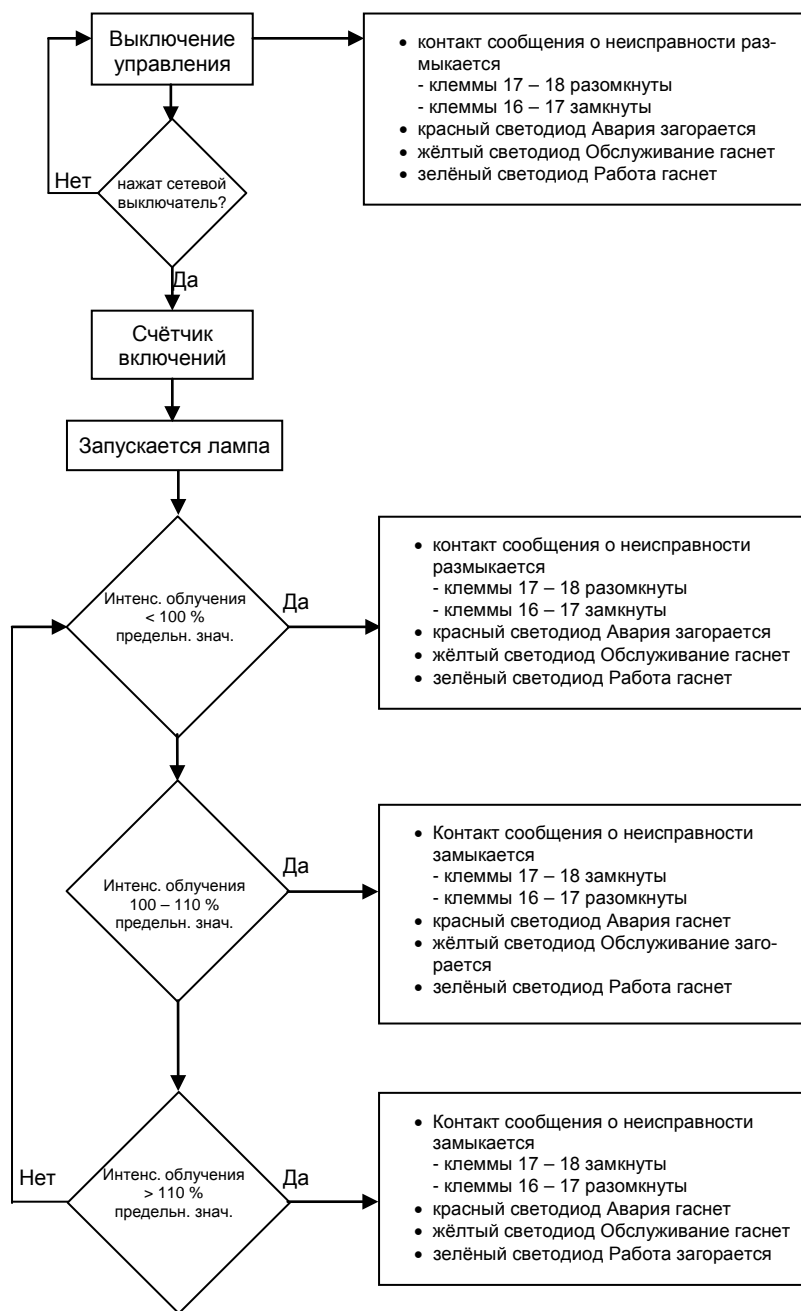 Выключение
управления
• контакт сообщения о неисправности раз-
мыкается
- клеммы 17 – 18 разомкнуты
- клеммы 16 – 17 замкнуты
• красный светодиод Авария загорается
• жёлтый светодиод Обслуживание гаснет
• зелёный светодиод Работа гаснет
Нет
нажат сетевой
выключатель?
Да
Счётчик
включений
Запускается лампа
Интенс. облучения
< 100 %
предельн. знач.
Да
• контакт сообщения о неисправности
размыкается
- клеммы 17 – 18 разомкнуты
- клеммы 16 – 17 замкнуты
• красный светодиод Авария загорается
• жёлтый светодиод Обслуживание гаснет
• зелёный светодиод Работа гаснет
Интенс. облучения
100 – 110 %
предельн. знач.
Да
• Контакт сообщения о неисправности
замыкается
- клеммы 17 – 18 замкнуты
- клеммы 16 – 17 разомкнуты
• красный светодиод Авария гаснет
• жёлтый светодиод Обслуживание заго-
рается
• зелёный светодиод Работа гаснет
Нет
Интенс. облучения
> 110 %
предельн. знач.
Да
• Контакт сообщения о неисправности
замыкается
- клеммы 17 – 18 замкнуты
- клеммы 16 – 17 разомкнуты
• красный светодиод Авария гаснет
• жёлтый светодиод Обслуживание гаснет
• зелёный светодиод Работа загорается